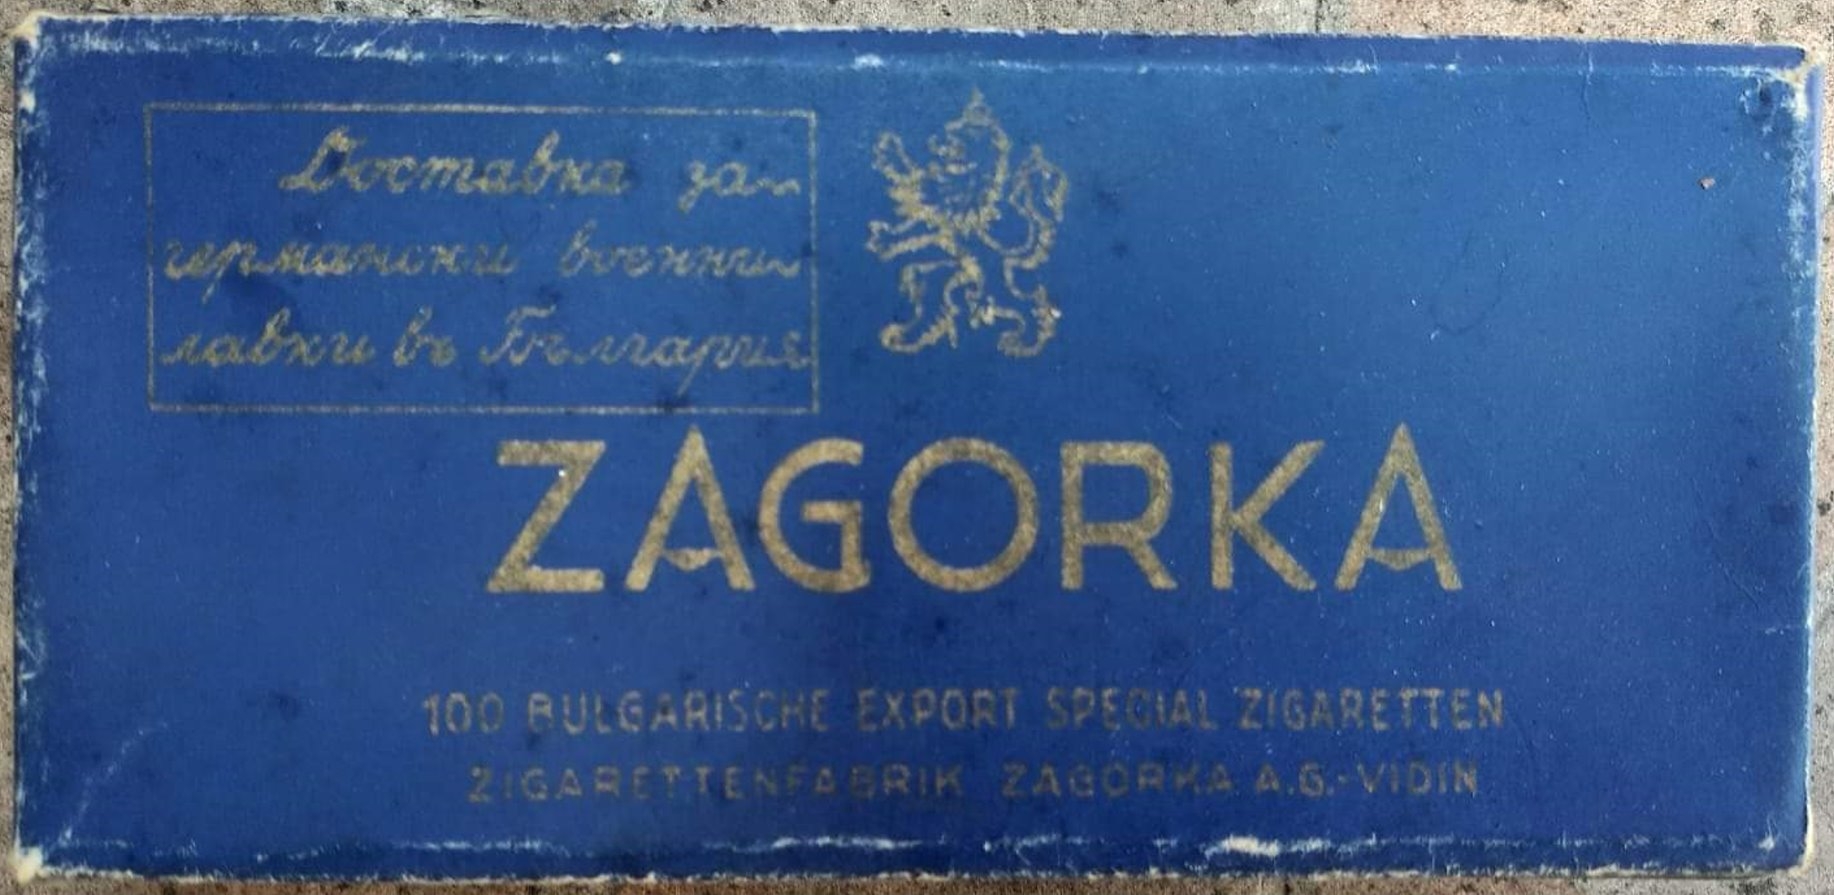 Доставка за
германски военни
лавки въ България
ZAGORKA
100 BULGARISCHE EXPORT SPECIAL ZIGARETTEN
ZIGARETTENFABRIK ZAGORKA A.G.-VIDIN